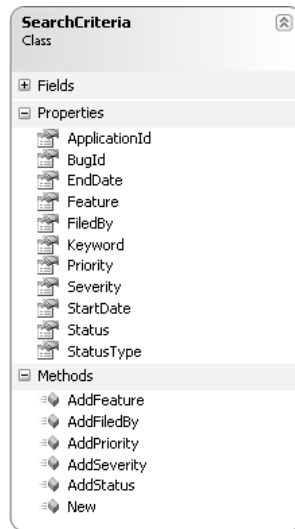 SearchCriteria
Class
Fields
Properties
ApplicationId
BugId
EndDate
Feature
FiledBy
Keyword
Priority
Severity
StartDate
Status
StatusType
Methods
AddFeature
AddFiledBy
AddPriority
AddSeverity
AddStatus
New